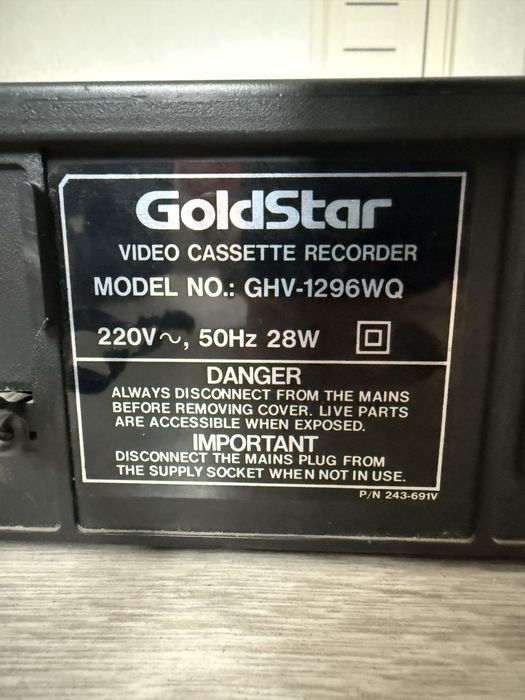 GoldStar
VIDEO CASSETTE RECORDER
MODEL NO.: GHV-1296WQ
220V~, 50Hz 28W
DANGER
ALWAYS DISCONNECT FROM THE MAINS
BEFORE REMOVING COVER. LIVE PARTS
ARE ACCESSIBLE WHEN EXPOSED.
IMPORTANT
DISCONNECT THE MAINS PLUG FROM
THE SUPPLY SOCKET WHEN NOT IN USE.
P/N 243-691V